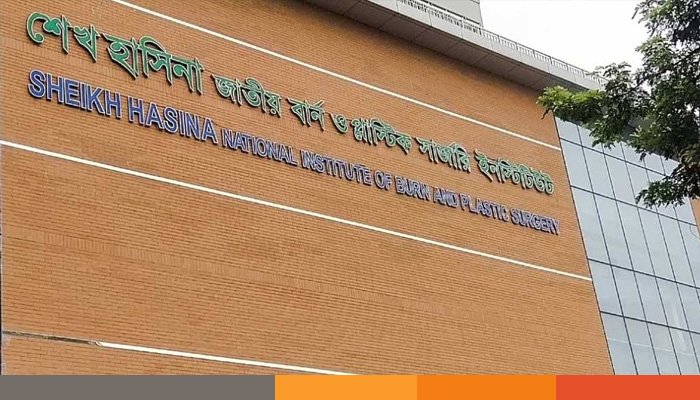 শেখ হাসিনা জাতীয় বার্ন ও প্লাস্টিক সার্জারি ইনস্টিটিউট
SHEIKH HASINA NATIONAL INSTITUTE OF BURN AND PLASTIC SURGERY